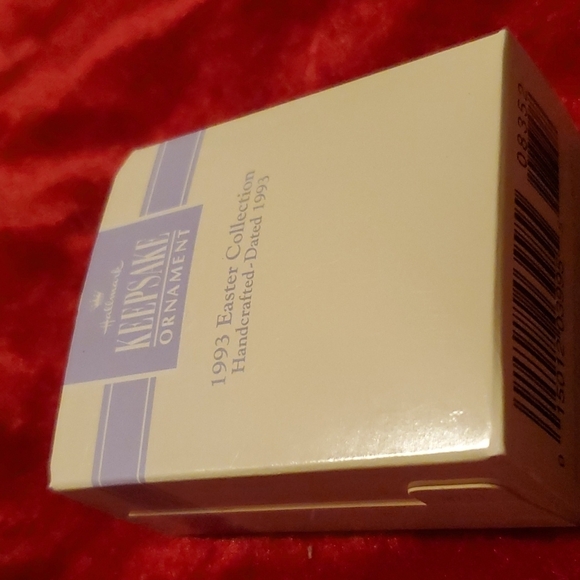 Hallmark
KEEPSAKE
ORNAMENT
1993 Easter Collection
Handcrafted-Dated 1993